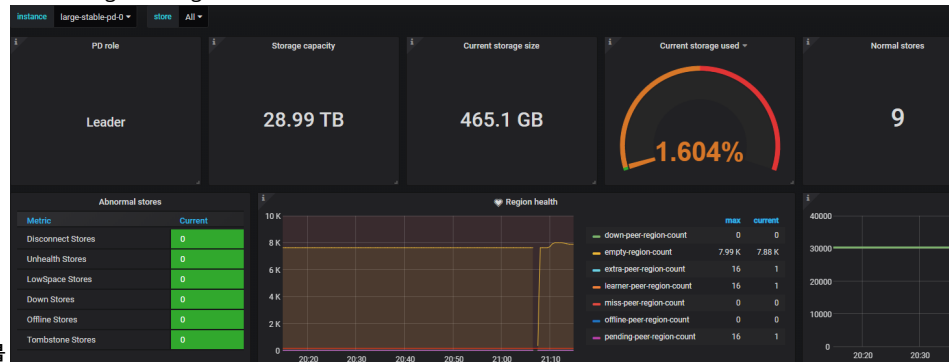 instance large-stable-pd-0 store All
PD role
Storage capacity
Current storage size
Current storage used
Normal stores
Leader
28.99 TB
465.1 GB
1.604%
9
Abnormal stores
Metric Current
Disconnect Stores 0
Unhealth Stores 0
LowSpace Stores 0
Down Stores 0
Offline Stores 0
Tombstone Stores 0
Region health
10 K
8 K
6 K
4 K
2 K
0
20:20 20:30 20:40 20:50 21:00 21:10
max current
down-peer-region-count 0 0
empty-region-count 7.99 K 7.88 K
extra-peer-region-count 16 1
learner-peer-region-count 16 1
miss-peer-region-count 0 0
offline-peer-region-count 0 0
pending-peer-region-count 16 1
40000
30000
20000
10000
0
20:20 20:30